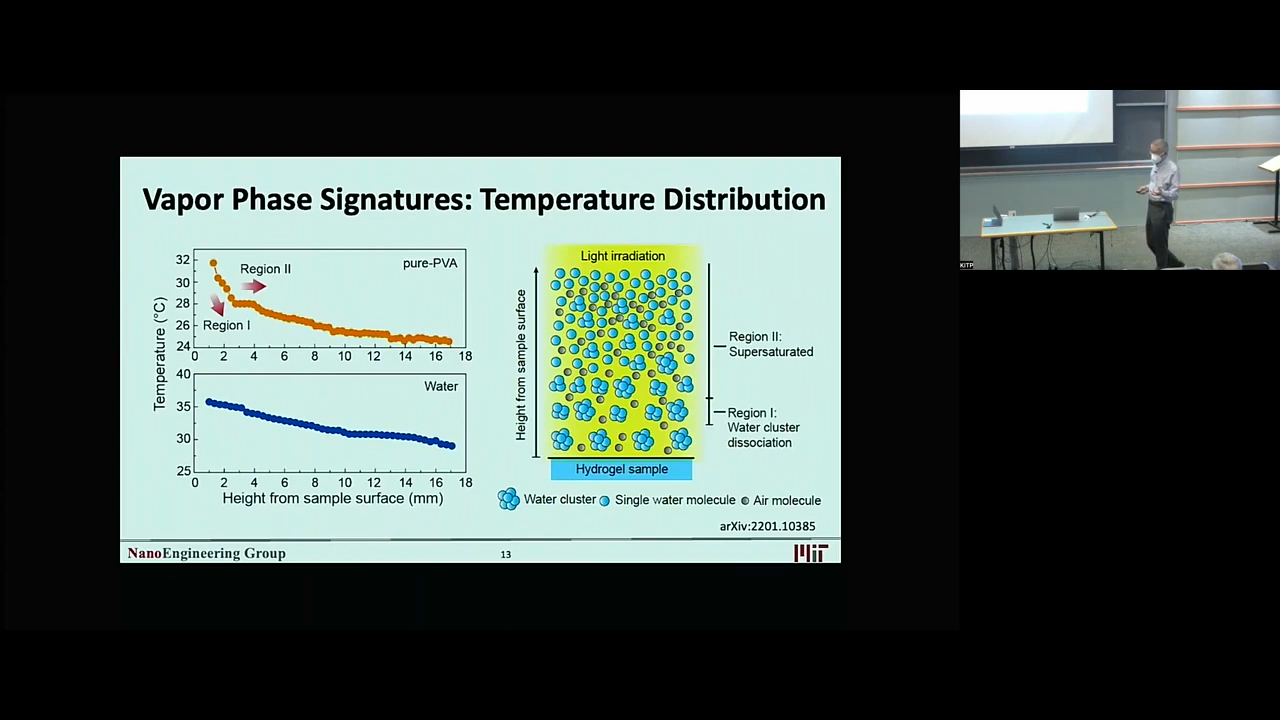 Vapor Phase Signatures: Temperature Distribution
32
30
28
26
24
Region II
Region I
pure-PVA
0 2 4 6 8 10 12 14 16 18
Temperature (°C)
40
35
30
25
Water
0 2 4 6 8 10 12 14 16 18
Height from sample surface (mm)
Light irradiation
Height from sample surface
Region II:
Supersaturated
Region I:
Water cluster
dissociation
Hydrogel sample
Water cluster Single water molecule Air molecule
arXiv:2201.10385
NanoEngineering Group
13
MIT
KITP